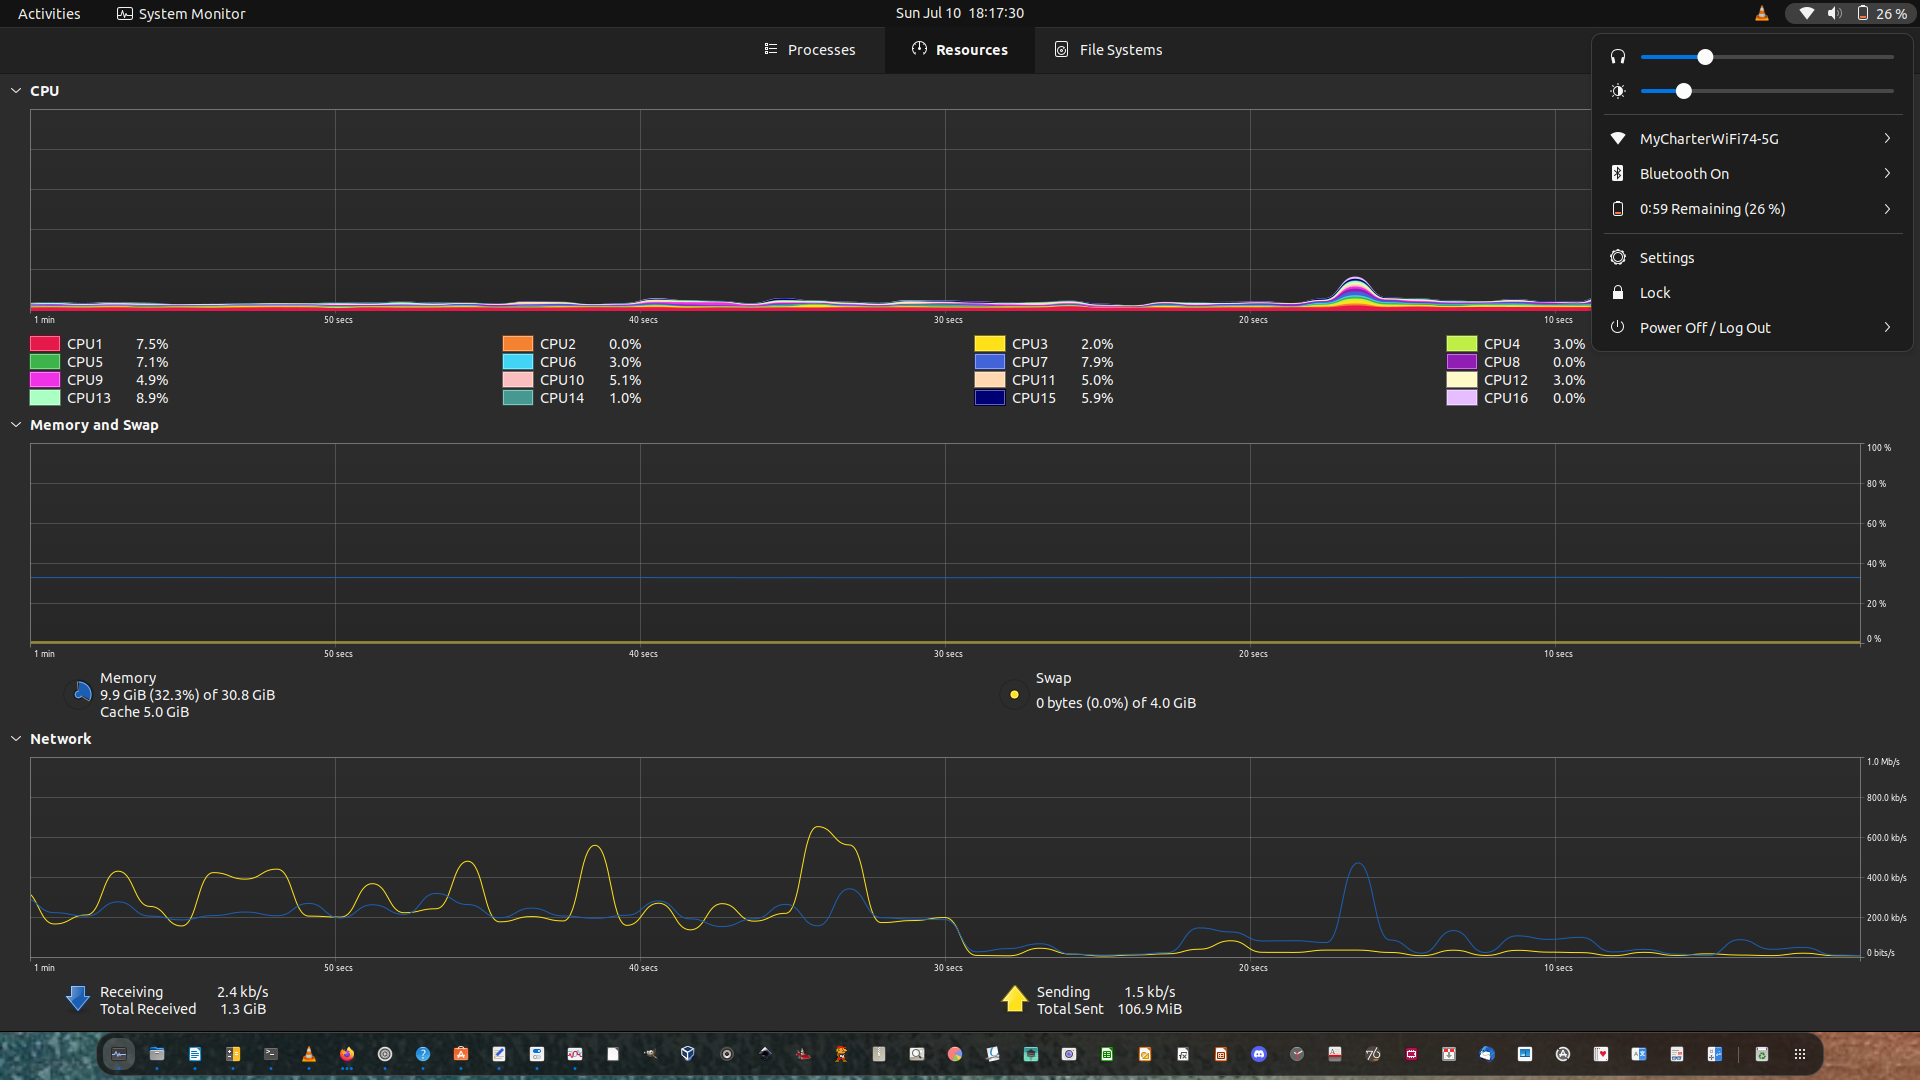 Activities System Monitor Sun Jul 10 18:17:30 26 %
Processes Resources File Systems
CPU
1 min 50 secs 40 secs 30 secs 20 secs 10 secs
CPU1 7.5% CPU2 0.0% CPU3 2.0% CPU4 3.0%
CPU5 7.1% CPU6 3.0% CPU7 7.9% CPU8 0.0%
CPU9 4.9% CPU10 5.1% CPU11 5.0% CPU12 3.0%
CPU13 8.9% CPU14 1.0% CPU15 5.9% CPU16 0.0%
MyCharterWiFi74-5G
Bluetooth On
0:59 Remaining (26 %)
Settings
Lock
Power Off / Log Out
Memory and Swap
100 %
80 %
60 %
40 %
20 %
0 %
1 min 50 secs 40 secs 30 secs 20 secs 10 secs
Memory
9.9 GiB (32.3%) of 30.8 GiB
Cache 5.0 GiB
Swap
0 bytes (0.0%) of 4.0 GiB
Network
1.0 Mb/s
800.0 kb/s
600.0 kb/s
400.0 kb/s
200.0 kb/s
0 bits/s
1 min 50 secs 40 secs 30 secs 20 secs 10 secs
Receiving 2.4 kb/s
Total Received 1.3 GiB
Sending 1.5 kb/s
Total Sent 106.9 MiB
76